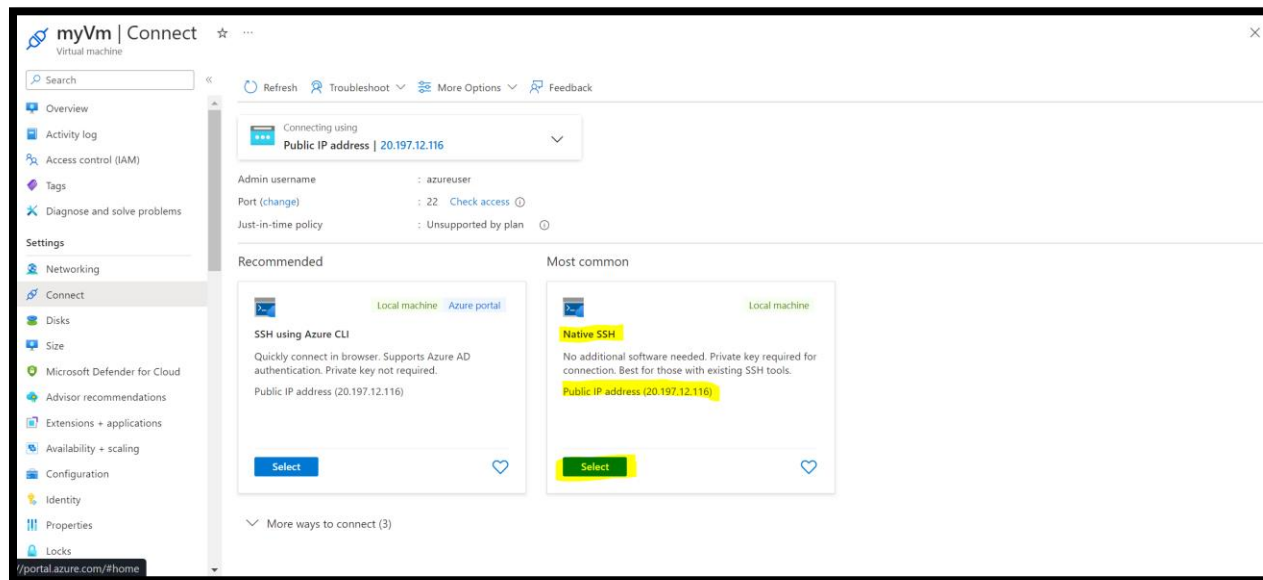 myVm | Connect
Virtual machine
Search
Overview
Activity log
Access control (IAM)
Tags
Diagnose and solve problems
Settings
Networking
Connect
Disks
Size
Microsoft Defender for Cloud
Advisor recommendations
Extensions + applications
Availability + scaling
Configuration
Identity
Properties
Locks
//portal.azure.com/#home
Refresh Troubleshoot More Options Feedback
Connecting using
Public IP address | 20.197.12.116
Admin username : azureuser
Port (change) : 22 Check access
Just-in-time policy : Unsupported by plan
Recommended
Local machine Azure portal
SSH using Azure CLI
Quickly connect in browser. Supports Azure AD
authentication. Private key not required.
Public IP address (20.197.12.116)
Select
Most common
Local machine
Native SSH
No additional software needed. Private key required for
connection. Best for those with existing SSH tools.
Public IP address (20.197.12.116)
Select
More ways to connect (3)